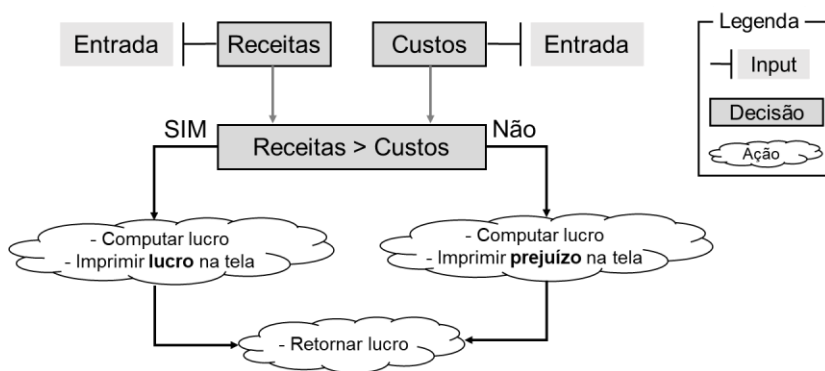 Entrada
Receitas
Custos
Entrada
Legenda
Input
Decisão
Ação
SIM
Receitas > Custos
Não
- Computar lucro
- Imprimir lucro na tela
- Computar lucro
- Imprimir prejuízo na tela
- Retornar lucro